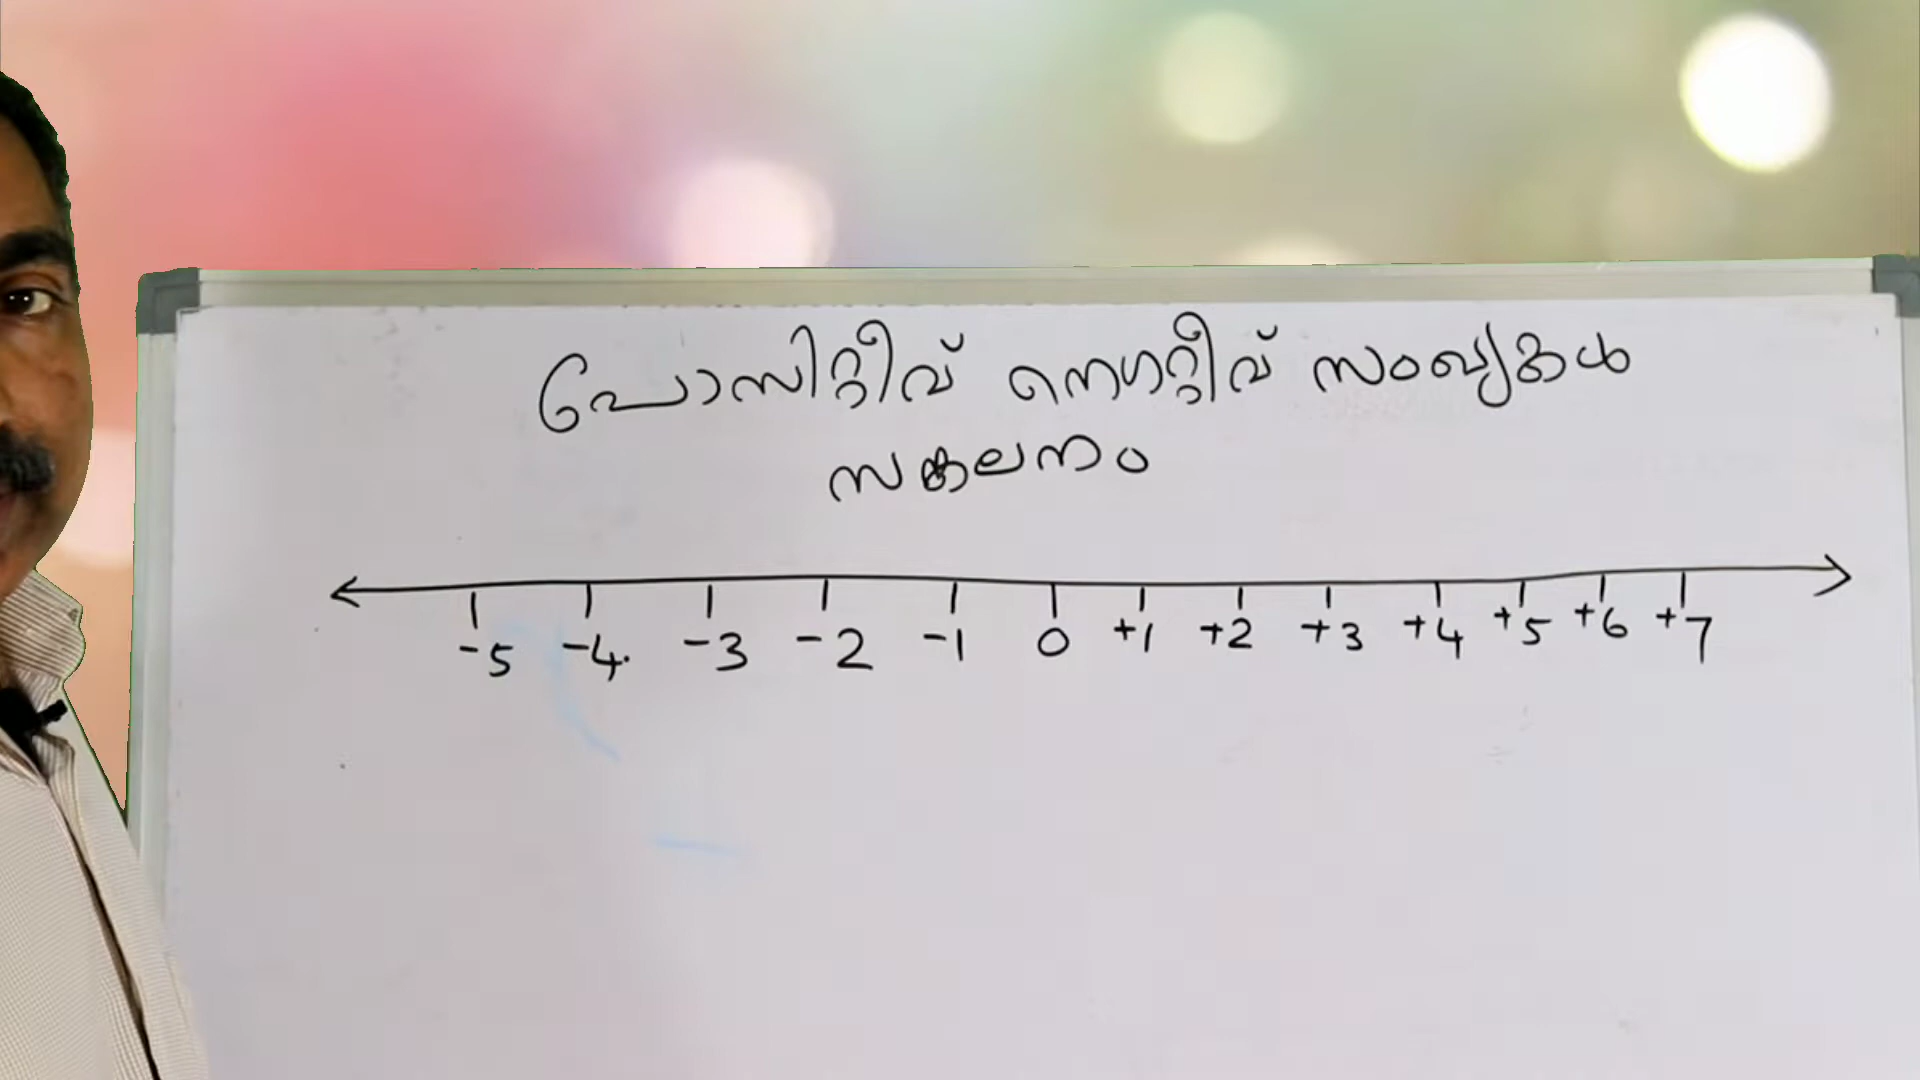 പോസിറ്റീവ് നെഗറ്റീവ് സംഖ്യകൾ
സങ്കലനം
-5 -4 -3 -2 -1 0 +1 +2 +3 +4 +5 +6 +7